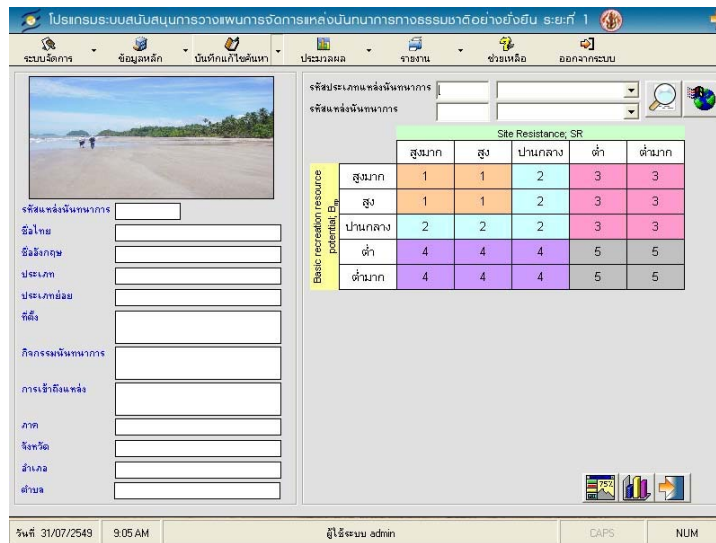 โปรแกรมระบบสนับสนุนการวางแผนการจัดการแหล่งนันทนาการทางธรรมชาติอย่างยั่งยืน ระยะที่ 1
ระบบจัดการ ข้อมูลหลัก บันทึกแก้ไขค้นหา ประมวลผล รายงาน ช่วยเหลือ ออกจากระบบ
รหัสประเภทแหล่งนันทนาการ
รหัสแหล่งนันทนาการ
Site Resistance; SR
สูงมาก สูง ปานกลาง ต่ำ ต่ำมาก
Basic recreation resource
potential; Bap
สูงมาก 1 1 2 3 3
สูง 1 1 2 3 3
ปานกลาง 2 2 2 3 3
ต่ำ 4 4 4 5 5
ต่ำมาก 4 4 4 5 5
รหัสแหล่งนันทนาการ
ชื่อไทย
ชื่ออังกฤษ
ประเภท
ประเภทย่อย
ที่ตั้ง
กิจกรรมนันทนาการ
การเข้าถึงแหล่ง
ภาค
จังหวัด
อำเภอ
ตำบล
75%
วันที่ 31/07/2549 9:05 AM ผู้ใช้ระบบ admin CAPS NUM